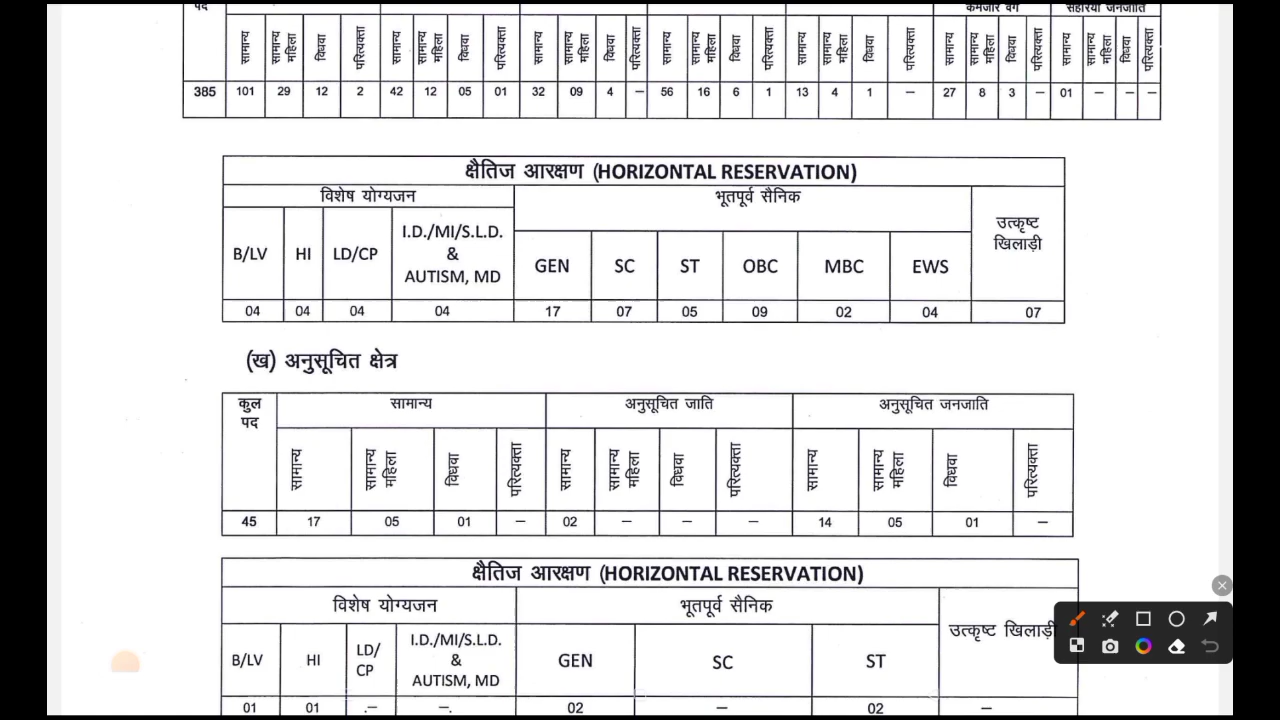 पद कमजोर वर्ग सहरिया जनजाति
सामान्य सामान्य महिला विधवा परित्यक्ता सामान्य सामान्य महिला विधवा परित्यक्ता सामान्य सामान्य महिला विधवा परित्यक्ता सामान्य सामान्य महिला विधवा परित्यक्ता सामान्य सामान्य महिला विधवा परित्यक्ता सामान्य सामान्य महिला विधवा परित्यक्ता सामान्य सामान्य महिला विधवा परित्यक्ता
385 101 29 12 2 42 12 05 01 32 09 4 – 56 16 6 1 13 4 1 – 27 8 3 – 01 – – –
क्षैतिज आरक्षण (HORIZONTAL RESERVATION)
विशेष योग्यजन भूतपूर्व सैनिक उत्कृष्ट खिलाड़ी
B/LV HI LD/CP I.D./MI/S.L.D. & AUTISM, MD GEN SC ST OBC MBC EWS
04 04 04 04 17 07 05 09 02 04 07
(ख) अनुसूचित क्षेत्र
कुल पद सामान्य अनुसूचित जाति अनुसूचित जनजाति
सामान्य सामान्य महिला विधवा परित्यक्ता सामान्य सामान्य महिला विधवा परित्यक्ता सामान्य सामान्य महिला विधवा परित्यक्ता
45 17 05 01 – 02 – – – 14 05 01 –
क्षैतिज आरक्षण (HORIZONTAL RESERVATION)
विशेष योग्यजन भूतपूर्व सैनिक उत्कृष्ट खिलाड़ी
B/LV HI LD/ CP I.D./MI/S.L.D. & AUTISM, MD GEN SC ST
01 01 .– –. 02 – 02 –